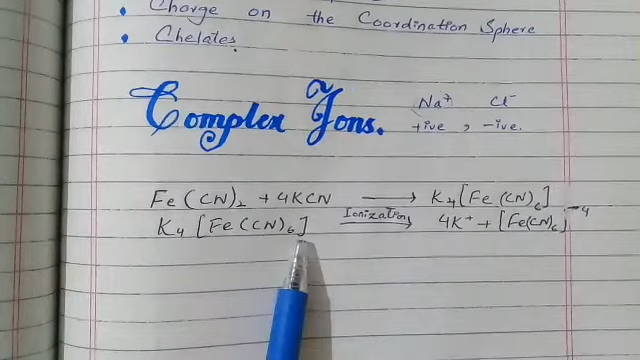 • Charge on the Coordination Sphere
• Chelates.
Complex Ions.
Na⁺ Cl⁻
+ive, -ive.
Fe(CN)₂ + 4KCN ⟶ K₄[Fe(CN)₆]
K₄[Fe(CN)₆] Ionization⟶ 4K⁺ + [Fe(CN)₆]⁻⁴